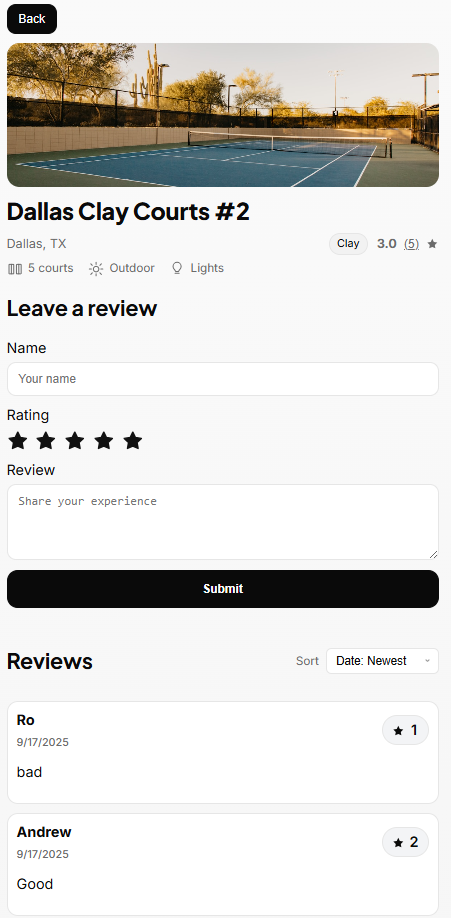 Back
Dallas Clay Courts #2
Dallas, TX Clay 3.0 (5)
5 courts Outdoor Lights
Leave a review
Name
Your name
Rating
Review
Share your experience
Submit
Reviews Sort Date: Newest
Ro
1
9/17/2025
bad
Andrew
2
9/17/2025
Good